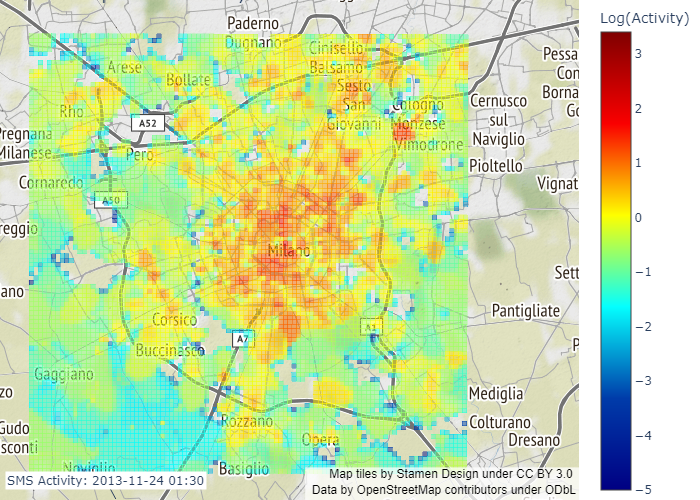 Log(Activity)
Paderno
Dugnano
Cinisello
Balsamo
Pessa
Con
Borna
Go
Arese
Bollate
Sesto
San
Giovanni
Rho
A52
Cologno
Monzese
Cernusco
sul
Naviglio
Pregnana
Milanese
Pero
Vimodrone
Pioltello
Cornaredo
Vignat
A50
reggio
Milano
Sett
ano
Corsico
A7
A1
Pantigliate
Buccinasco
P
Gaggiano
zo
Mediglia
Rozzano
Colturano
Gudo
Opera
Dresano
sconti
Noviglio
Basiglio
SMS Activity: 2013-11-24 01:30
Map tiles by Stamen Design under CC BY 3.0
Data by OpenStreetMap contributors under ODbL
3
2
1
0
−1
−2
−3
−4
−5